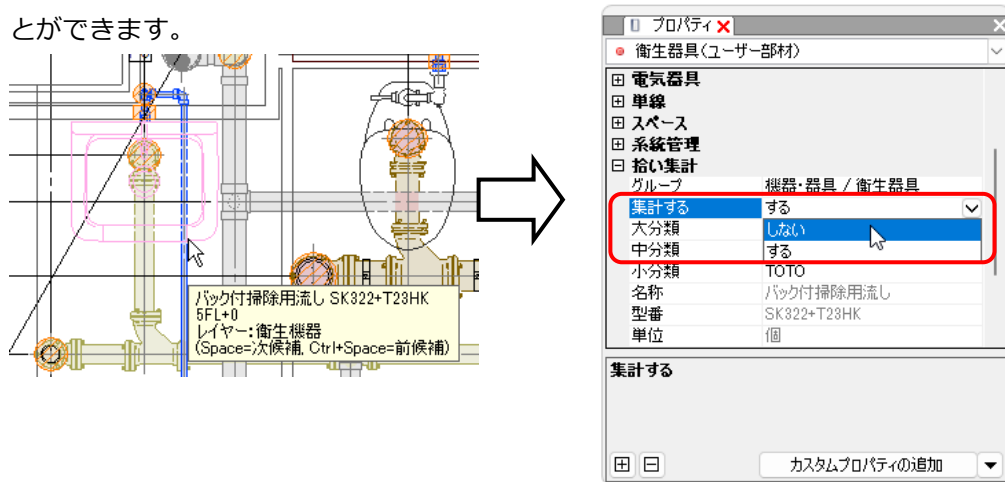 とができます。
バック付掃除用流し SK322+T23HK
5FL+0
レイヤー:衛生機器
(Space=次候補, Ctrl+Space=前候補)
プロパティ
衛生器具(ユーザー部材)
電気器具
単線
スペース
系統管理
拾い集計
グループ 機器・器具 / 衛生器具
集計する する
大分類 しない
中分類 する
小分類 TOTO
名称 バック付掃除用流し
型番 SK322+T23HK
単位 個
集計する
カスタムプロパティの追加